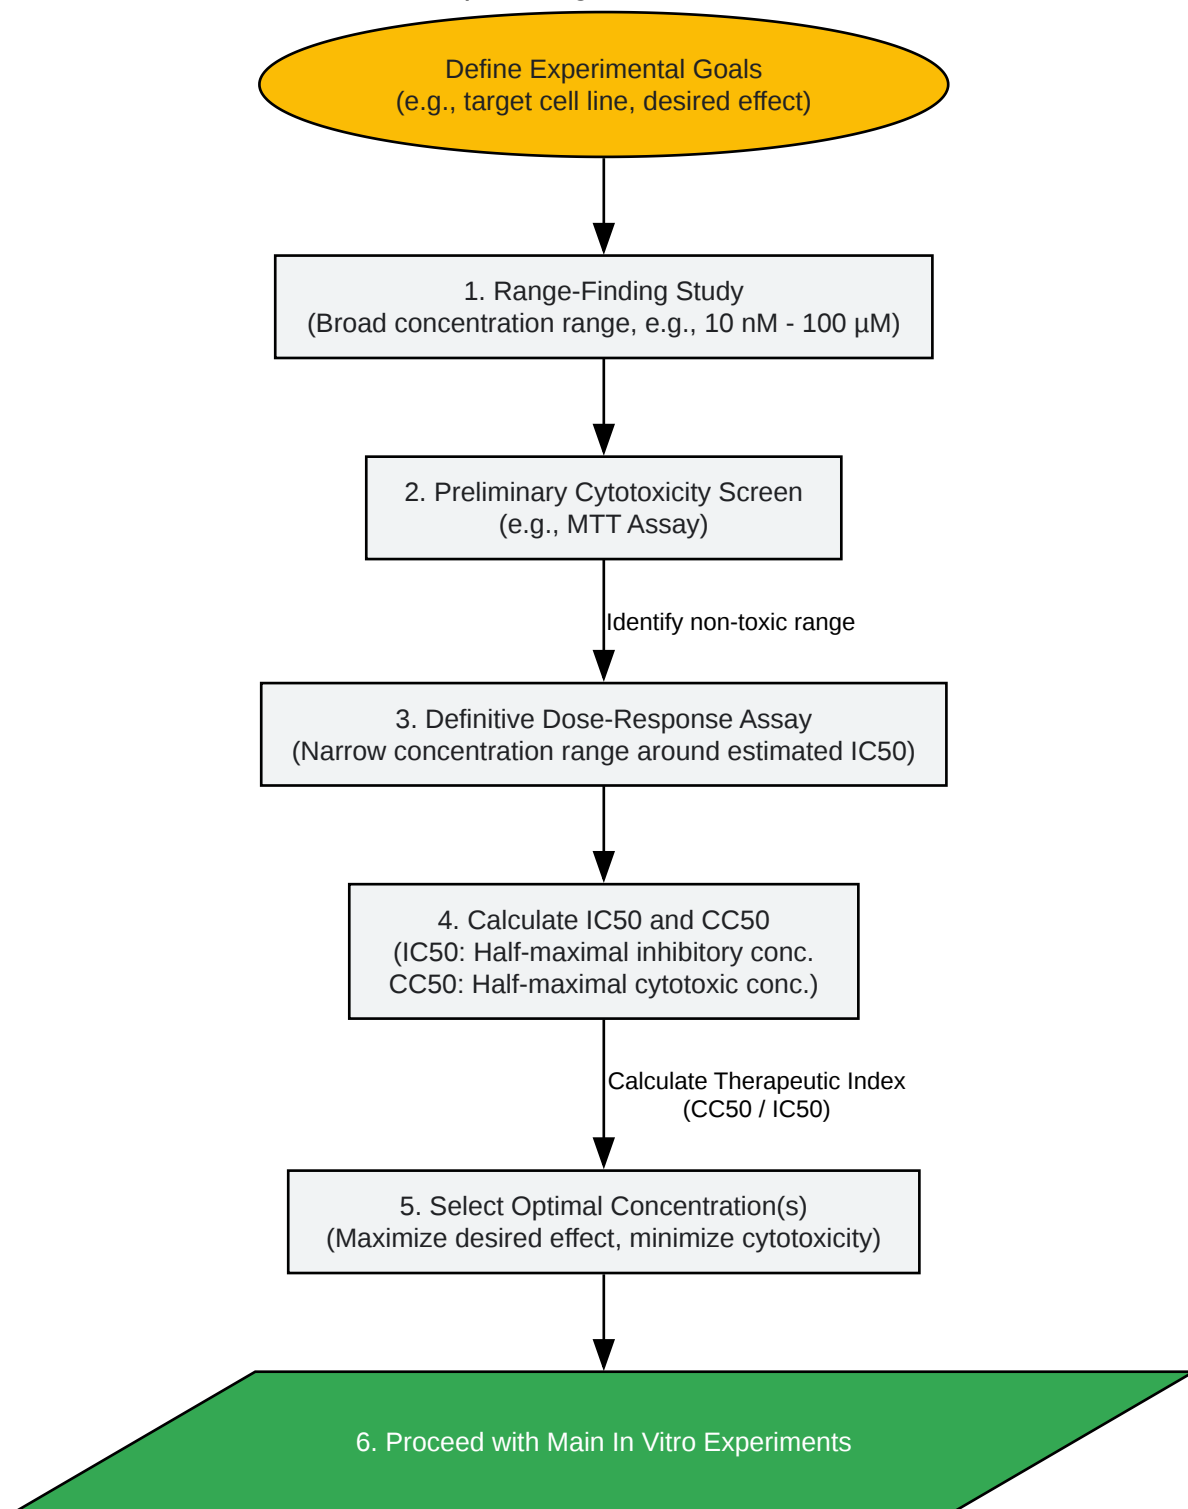 Define Experimental Goals
(e.g., target cell line, desired effect)
1. Range-Finding Study
(Broad concentration range, e.g., 10 nM - 100 µM)
2. Preliminary Cytotoxicity Screen
(e.g., MTT Assay)
Identify non-toxic range
3. Definitive Dose-Response Assay
(Narrow concentration range around estimated IC50)
4. Calculate IC50 and CC50
(IC50: Half-maximal inhibitory conc.
CC50: Half-maximal cytotoxic conc.)
Calculate Therapeutic Index
(CC50 / IC50)
5. Select Optimal Concentration(s)
(Maximize desired effect, minimize cytotoxicity)
6. Proceed with Main In Vitro Experiments